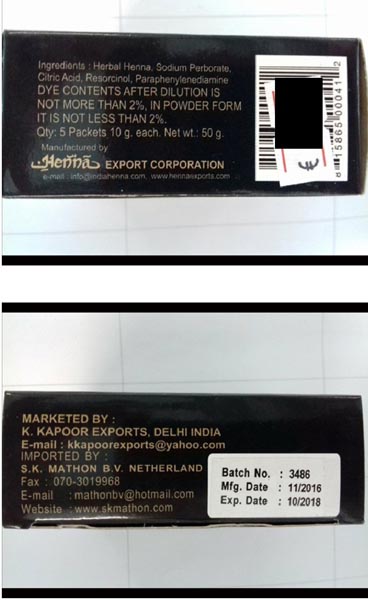 Ingredients : Herbal Henna, Sodium Perborate,
Citric Acid, Resorcinol, Paraphenylenediamine
DYE CONTENTS AFTER DILUTION IS
NOT MORE THAN 2%, IN POWDER FORM
IT IS NOT LESS THAN 2%.
Qty: 5 Packets 10 g. each. Net wt.: 50 g.
Manufactured by
Henna EXPORT CORPORATION
e-mail : info@indiahenna.com, www.hennaexports.com
8 15865 00041 2
€
MARKETED BY :
K. KAPOOR EXPORTS, DELHI INDIA
E-mail : kkapoorexports@yahoo.com
IMPORTED BY :
S.K. MATHON B.V. NETHERLAND
Fax : 070-3019968
E-mail : mathonbv@hotmail.com
Website : www.skmathon.com
Batch No. : 3486
Mfg. Date : 11/2016
Exp. Date : 10/2018